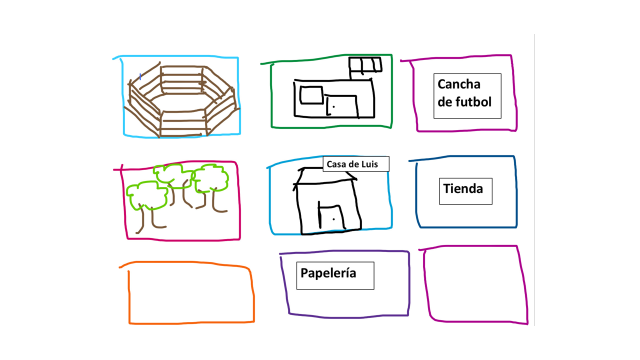 Cancha
de futbol
Casa de Luis
Tienda
Papelería